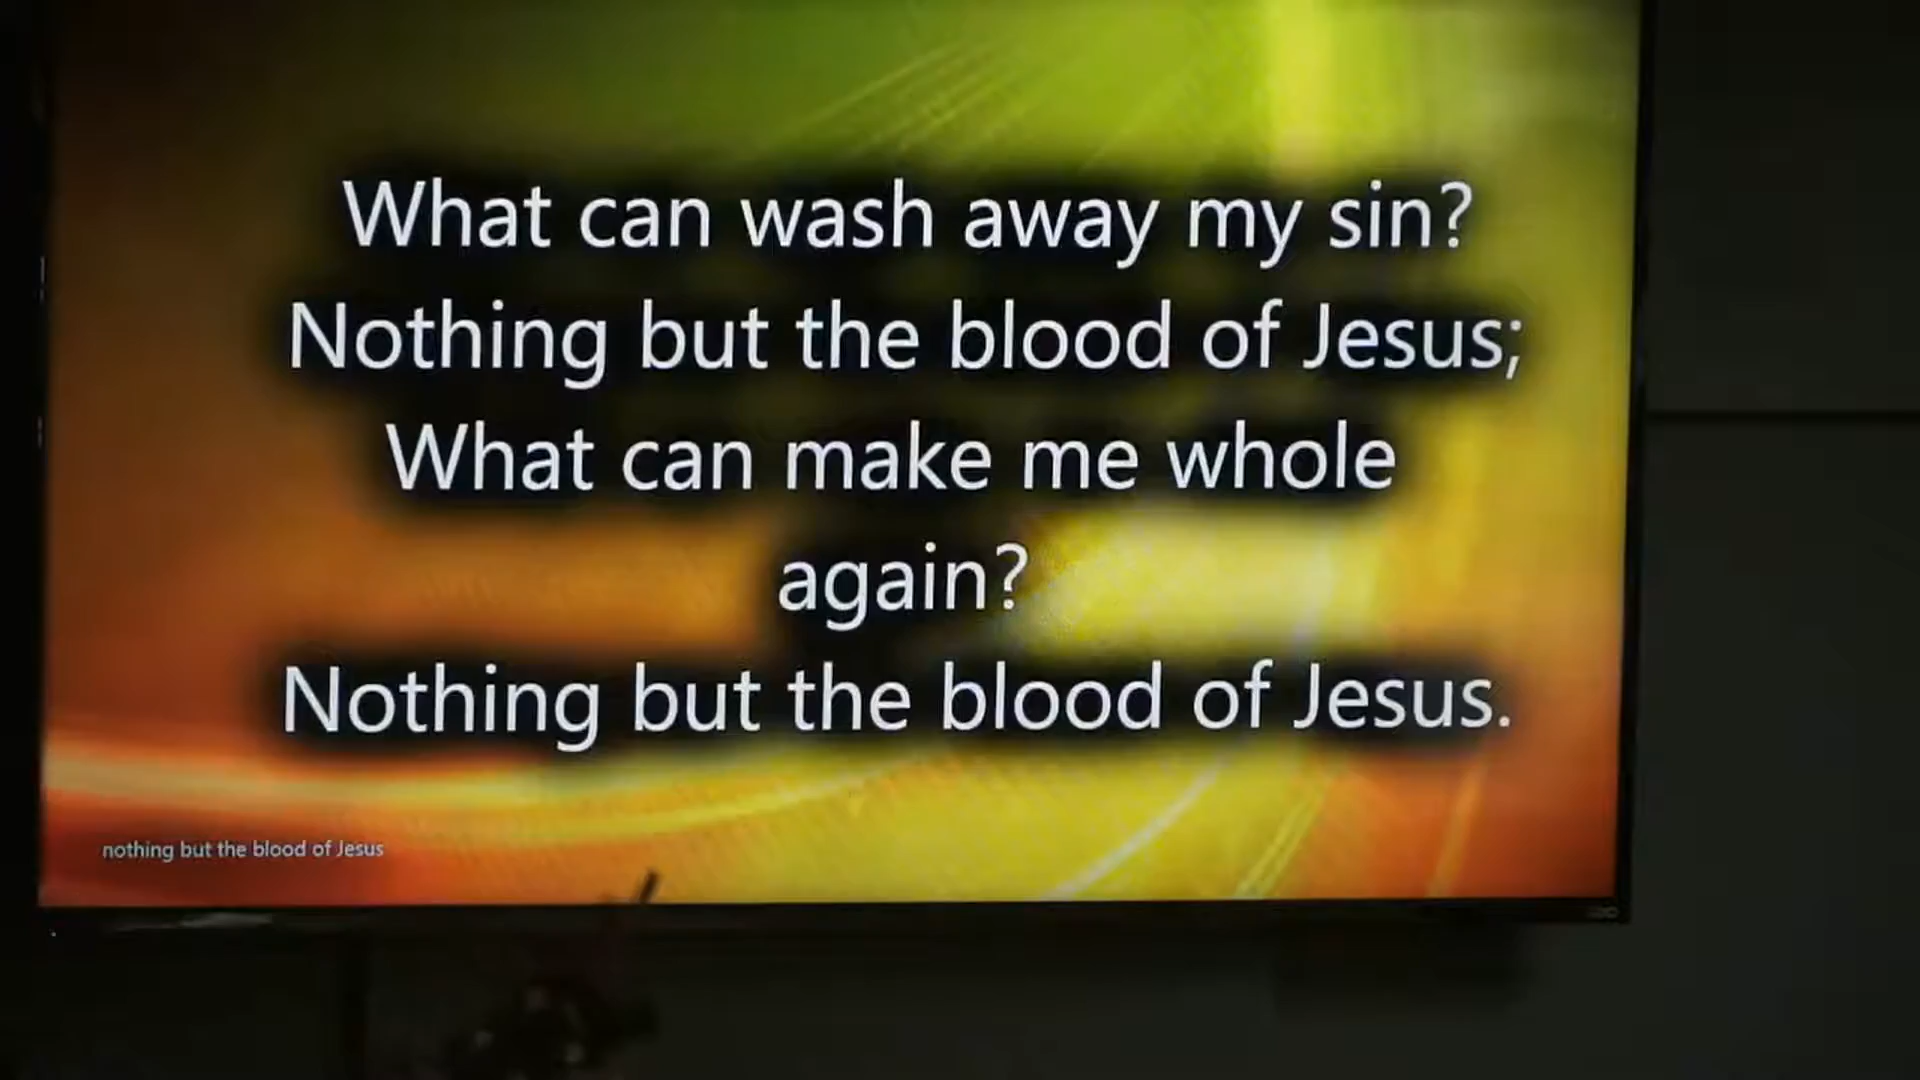 What can wash away my sin?
Nothing but the blood of Jesus;
What can make me whole
again?
Nothing but the blood of Jesus.
nothing but the blood of Jesus